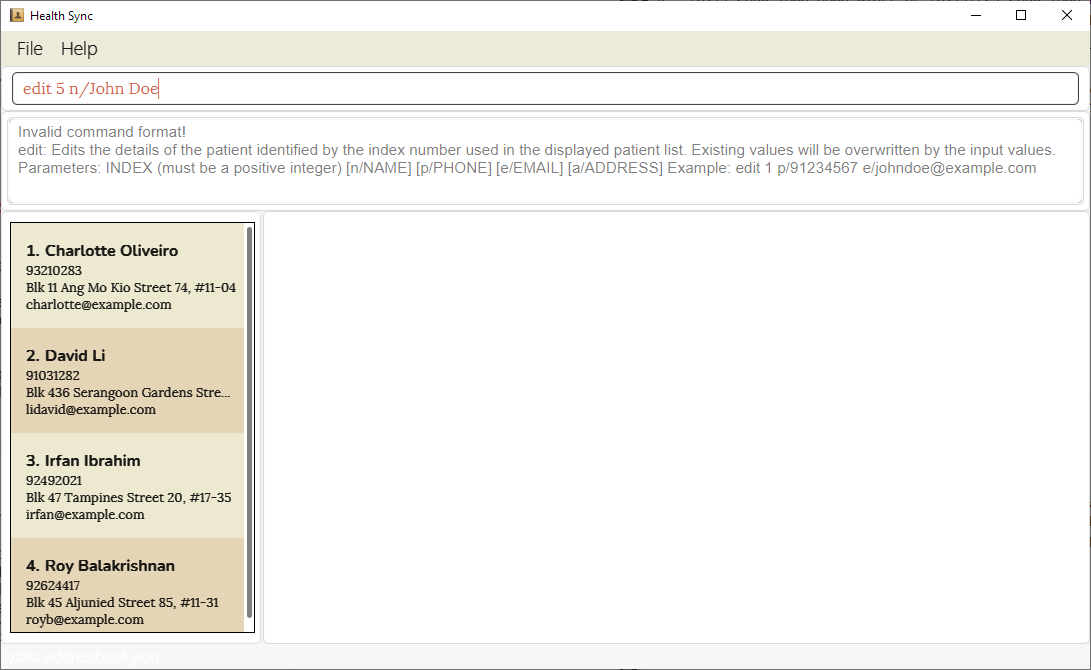 Health Sync
File Help
edit 5 n/John Doe
Invalid command format!
edit: Edits the details of the patient identified by the index number used in the displayed patient list. Existing values will be overwritten by the input values.
Parameters: INDEX (must be a positive integer) [n/NAME] [p/PHONE] [e/EMAIL] [a/ADDRESS] Example: edit 1 p/91234567 e/johndoe@example.com
1. Charlotte Oliveiro
93210283
Blk 11 Ang Mo Kio Street 74, #11-04
charlotte@example.com
2. David Li
91031282
Blk 436 Serangoon Gardens Stre...
lidavid@example.com
3. Irfan Ibrahim
92492021
Blk 47 Tampines Street 20, #17-35
irfan@example.com
4. Roy Balakrishnan
92624417
Blk 45 Aljunied Street 85, #11-31
royb@example.com
\data\addressbook.json